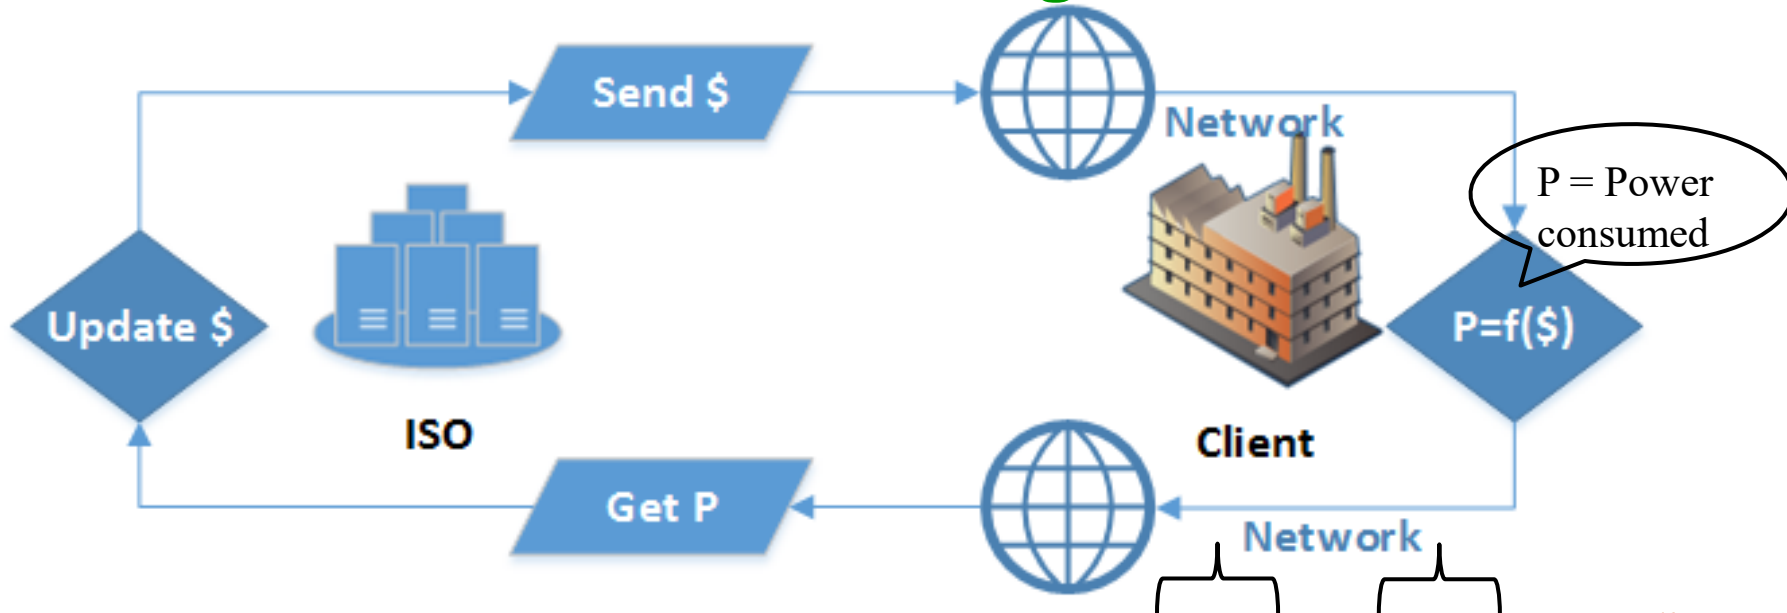 Send $
Network
P = Power
consumed
Update $
P=f($)
ISO
Client
Get P
Network